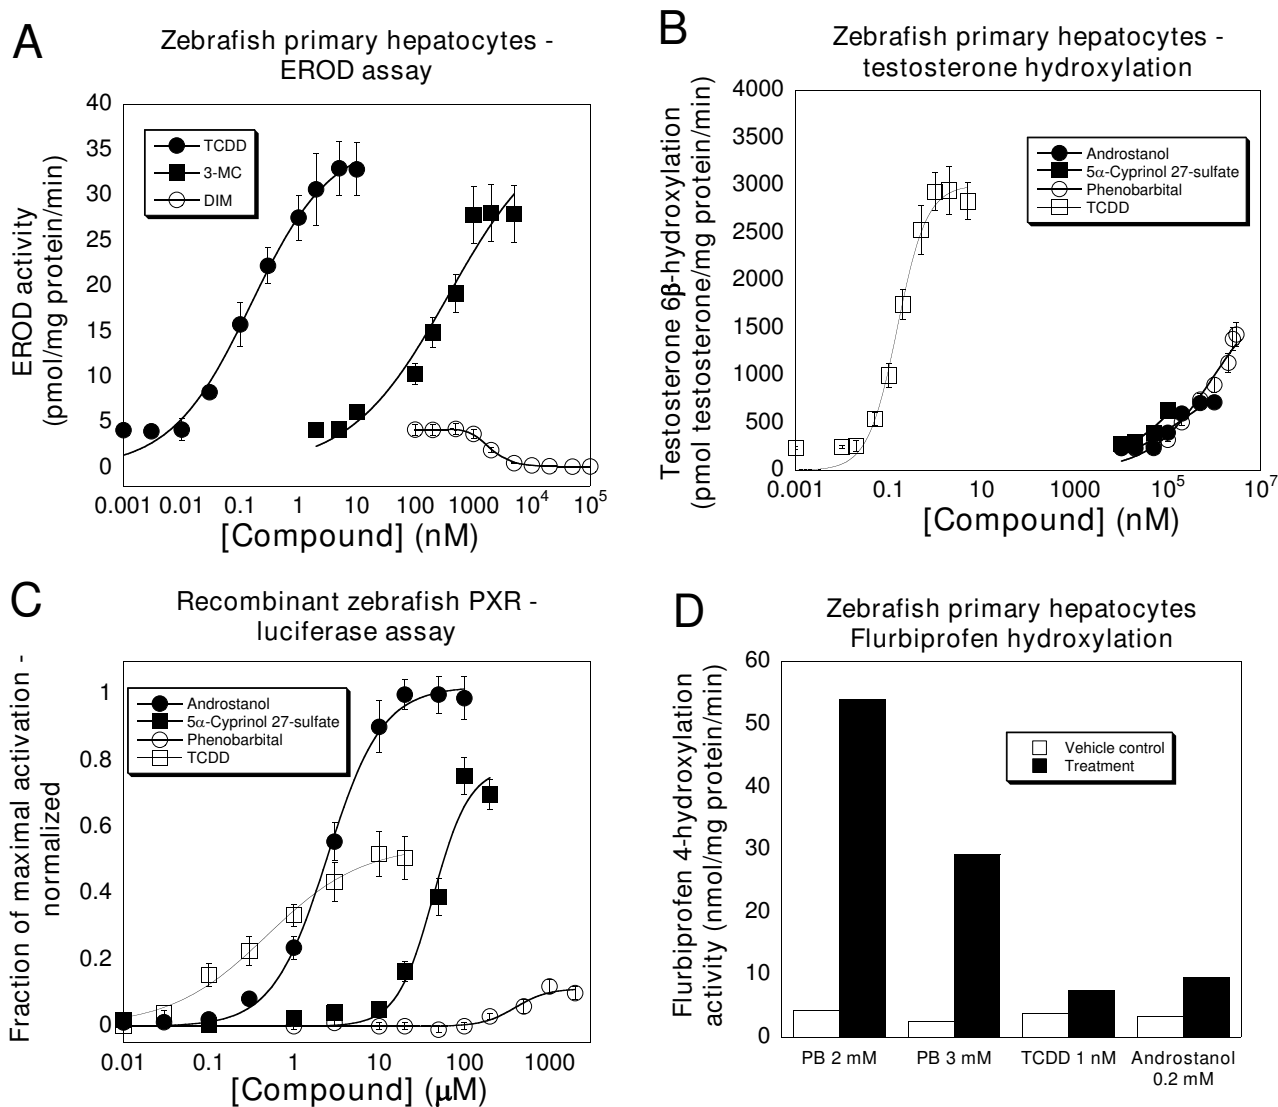 A
Zebrafish primary hepatocytes -
EROD assay
EROD activity
(pmol/mg protein/min)
40
35
30
25
20
15
10
5
0
TCDD
3-MC
DIM
0.001
0.01
0.1
1
10
100
1000
10⁴
10⁵
[Compound] (nM)
B
Zebrafish primary hepatocytes -
testosterone hydroxylation
Testosterone 6β-hydroxylation
(pmol testosterone/mg protein/min)
4000
3500
3000
2500
2000
1500
1000
500
0
Androstanol
5α-Cyprinol 27-sulfate
Phenobarbital
TCDD
0.001
0.1
10
1000
10⁵
10⁷
[Compound] (nM)
C
Recombinant zebrafish PXR -
luciferase assay
Fraction of maximal activation -
normalized
1
0.8
0.6
0.4
0.2
0
Androstanol
5α-Cyprinol 27-sulfate
Phenobarbital
TCDD
0.01
0.1
1
10
100
1000
[Compound] (μM)
D
Zebrafish primary hepatocytes
Flurbiprofen hydroxylation
Flurbiprofen 4-hydroxylation
activity (nmol/mg protein/min)
60
50
40
30
20
10
0
Vehicle control
Treatment
PB 2 mM
PB 3 mM
TCDD 1 nM
Androstanol
0.2 mM